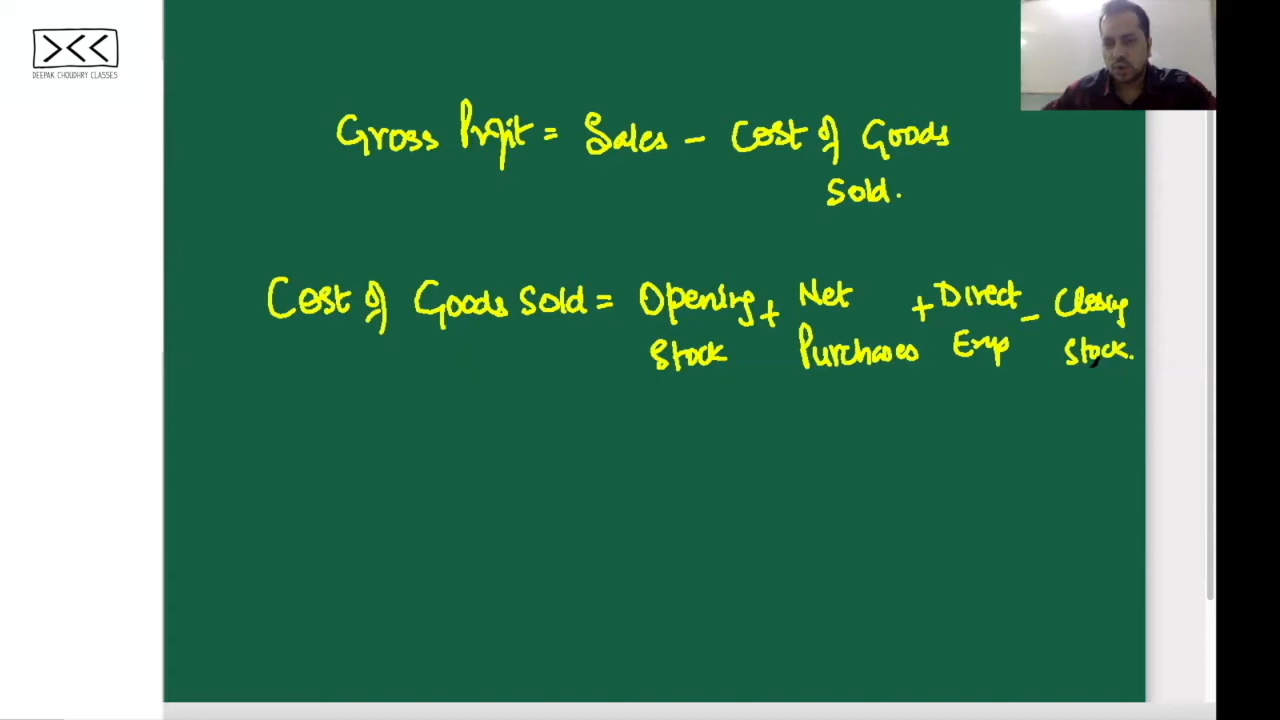 DEEPAK CHOUDHRY CLASSES
Gross Profit = Sales - Cost of Goods
Sold.
Cost of Goods Sold = Opening + Net + Direct - Closing
Stock Purchases Exp Stock.